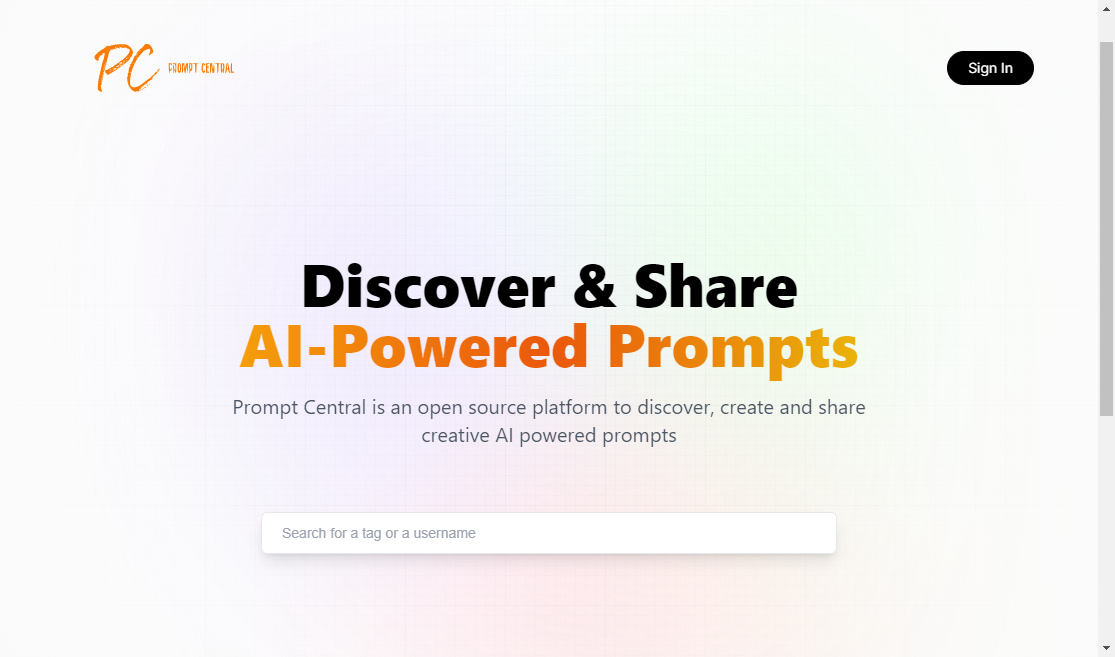 PC PROMPT CENTRAL
Sign In
Discover & Share
AI-Powered Prompts
Prompt Central is an open source platform to discover, create and share
creative AI powered prompts
Search for a tag or a username